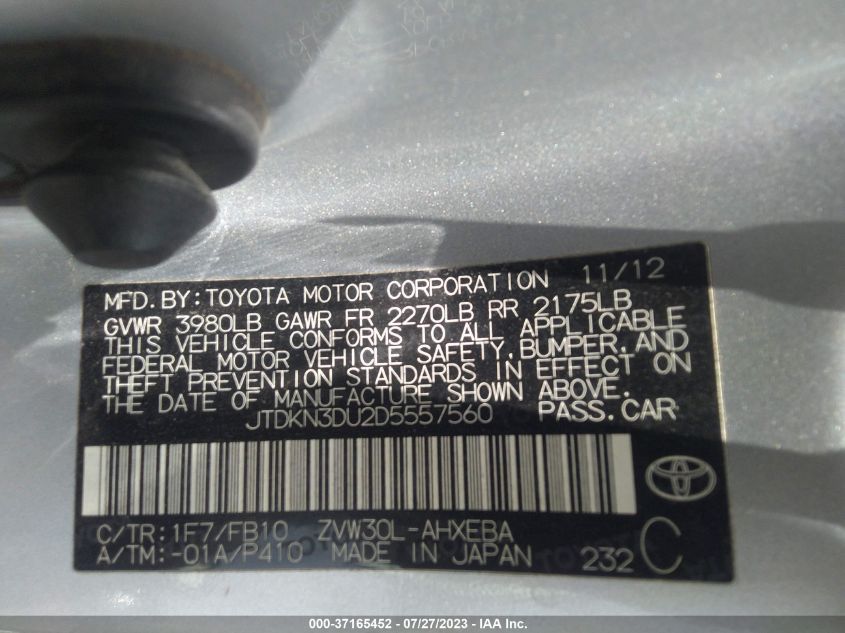 MFD. BY: TOYOTA MOTOR CORPORATION 11/12
GVWR 3980LB GAWR FR 2270LB RR 2175LB
THIS VEHICLE CONFORMS TO ALL APPLICABLE
FEDERAL MOTOR VEHICLE SAFETY, BUMPER, AND
THEFT PREVENTION STANDARDS IN EFFECT ON
THE DATE OF MANUFACTURE SHOWN ABOVE.
JTDKN3DU2D5557560 PASS. CAR
C/TR: 1F7/FB10 ZVW30L-AHXEBA
A/TM: -01A/P410 MADE IN JAPAN 232 C
000-37165452 - 07/27/2023 - IAA Inc.